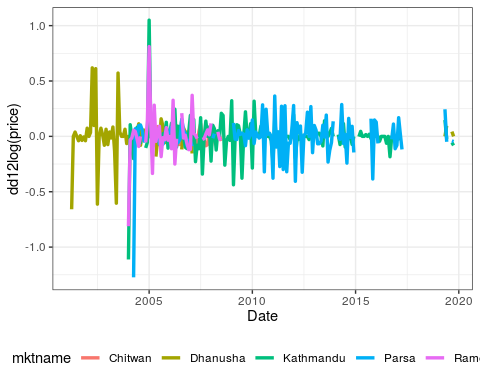 dd12log(price)
1.0
0.5
0.0
-0.5
-1.0
2005
2010
2015
2020
Date
mktname
Chitwan
Dhanusha
Kathmandu
Parsa